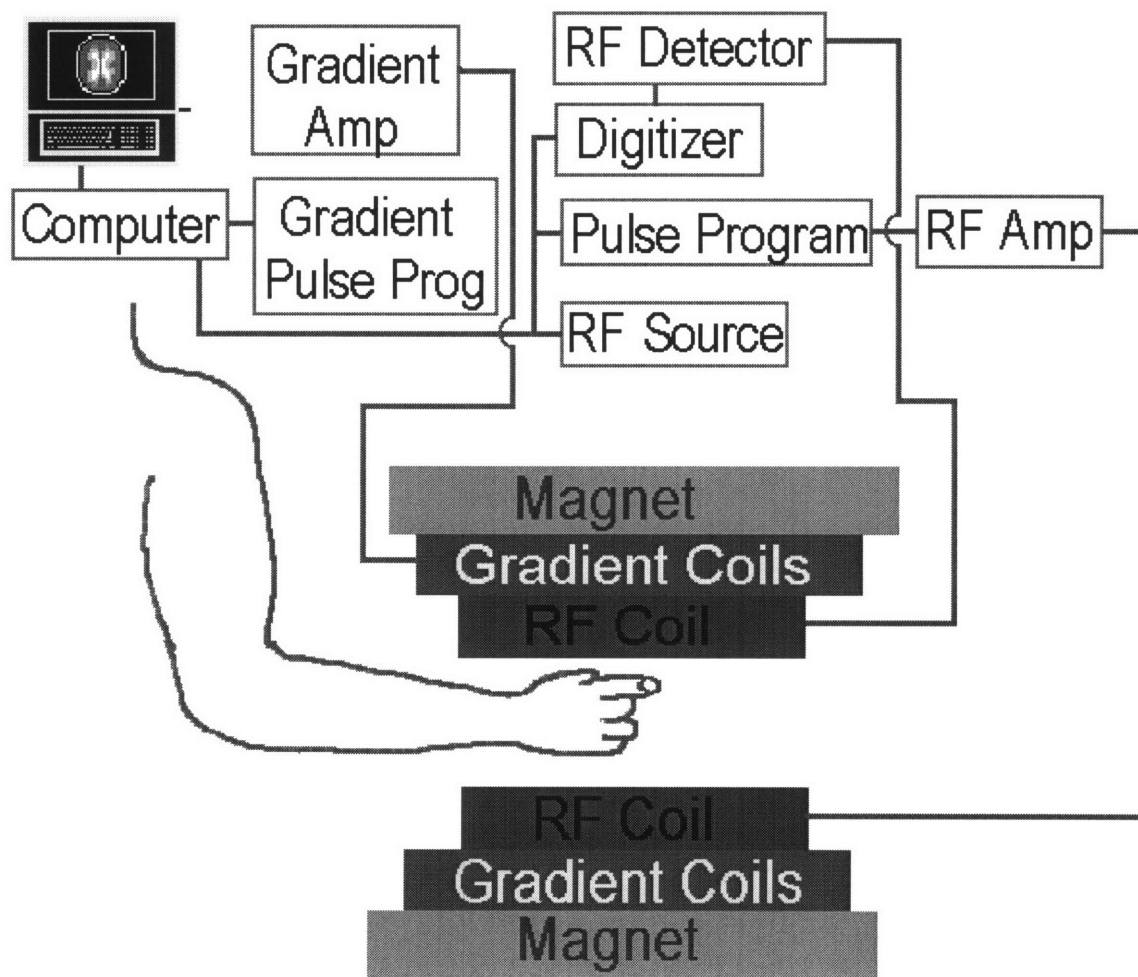 Gradient
Amp
RF Detector
Digitizer
Computer
Gradient
Pulse Prog
Pulse Program
RF Amp
RF Source
Magnet
Gradient Coils
RF Coil
RF Coil
Gradient Coils
Magnet